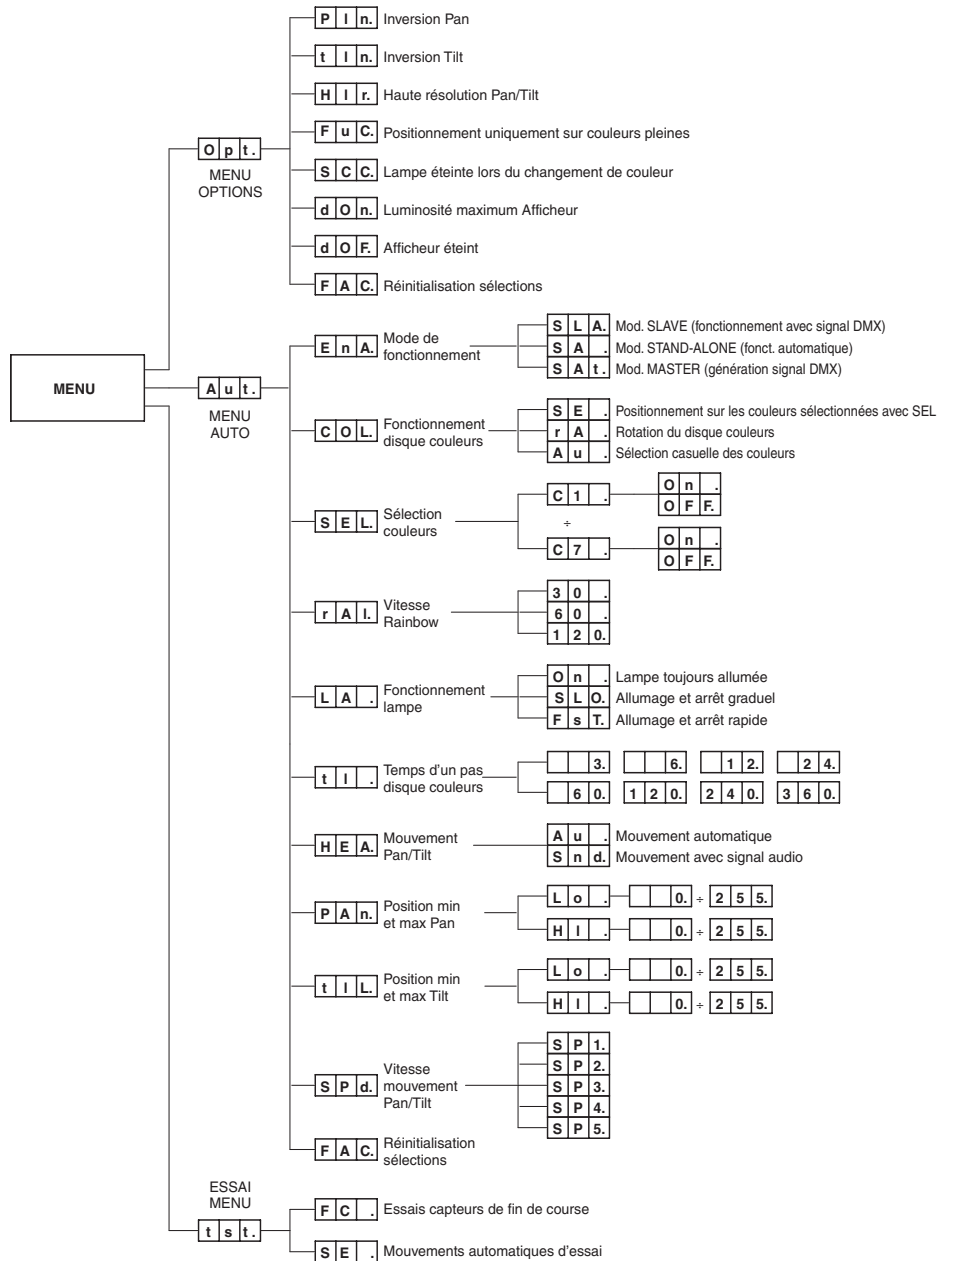 P I n. Inversion Pan
t I n. Inversion Tilt
H I r. Haute résolution Pan/Tilt
F u C. Positionnement uniquement sur couleurs pleines
O p t.
MENU
OPTIONS
S C C. Lampe éteinte lors du changement de couleur
d O n. Luminosité maximum Afficheur
d O F. Afficheur éteint
F A C. Réinitialisation sélections
MENU
A u t.
MENU
AUTO
E n A. Mode de
fonctionnement
S L A. Mod. SLAVE (fonctionnement avec signal DMX)
S A . Mod. STAND-ALONE (fonct. automatique)
S A t. Mod. MASTER (génération signal DMX)
C O L. Fonctionnement
disque couleurs
S E . Positionnement sur les couleurs sélectionnées avec SEL
r A . Rotation du disque couleurs
A u . Sélection casuelle des couleurs
S E L. Sélection
couleurs
C 1 .
O n .
O F F.
÷
C 7 .
O n .
O F F.
r A I. Vitesse
Rainbow
3 0 .
6 0 .
1 2 0.
L A . Fonctionnement
lampe
O n . Lampe toujours allumée
S L O. Allumage et arrêt graduel
F s T. Allumage et arrêt rapide
t I . Temps d'un pas
disque couleurs
3. 6. 1 2. 2 4.
6 0. 1 2 0. 2 4 0. 3 6 0.
H E A. Mouvement
Pan/Tilt
A u . Mouvement automatique
S n d. Mouvement avec signal audio
P A n. Position min
et max Pan
L o . 0. ÷ 2 5 5.
H I . 0. ÷ 2 5 5.
t I L. Position min
et max Tilt
L o . 0. ÷ 2 5 5.
H I . 0. ÷ 2 5 5.
S P d. Vitesse
mouvement
Pan/Tilt
S P 1.
S P 2.
S P 3.
S P 4.
S P 5.
F A C. Réinitialisation
sélections
ESSAI
MENU
t s t.
F C . Essais capteurs de fin de course
S E . Mouvements automatiques d'essai